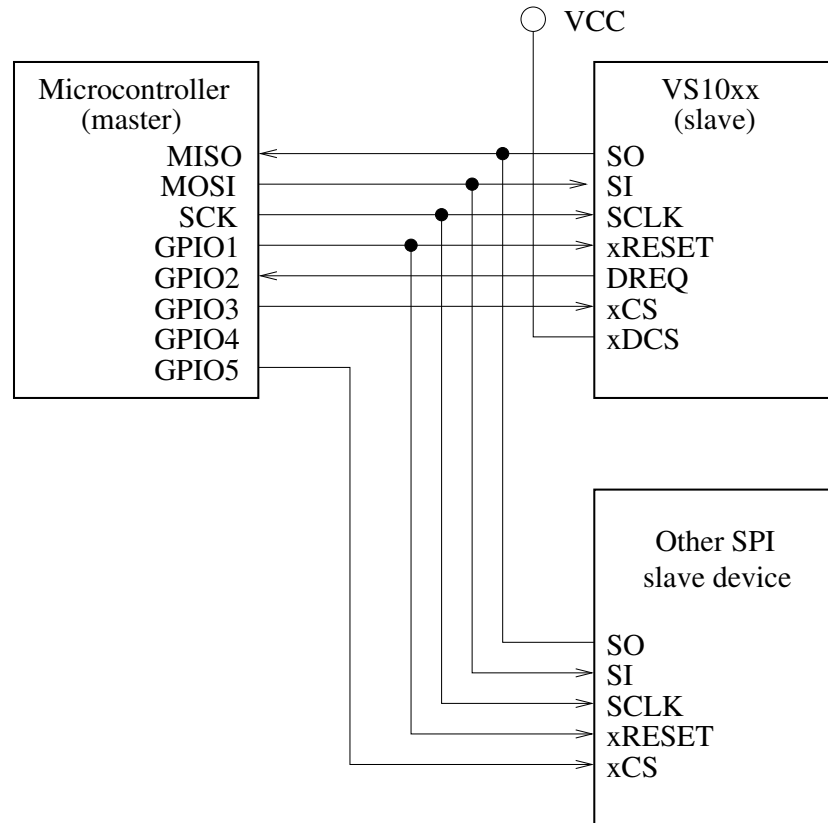 VCC
Microcontroller
(master)
MISO
MOSI
SCK
GPIO1
GPIO2
GPIO3
GPIO4
GPIO5
VS10xx
(slave)
SO
SI
SCLK
xRESET
DREQ
xCS
xDCS
Other SPI
slave device
SO
SI
SCLK
xRESET
xCS